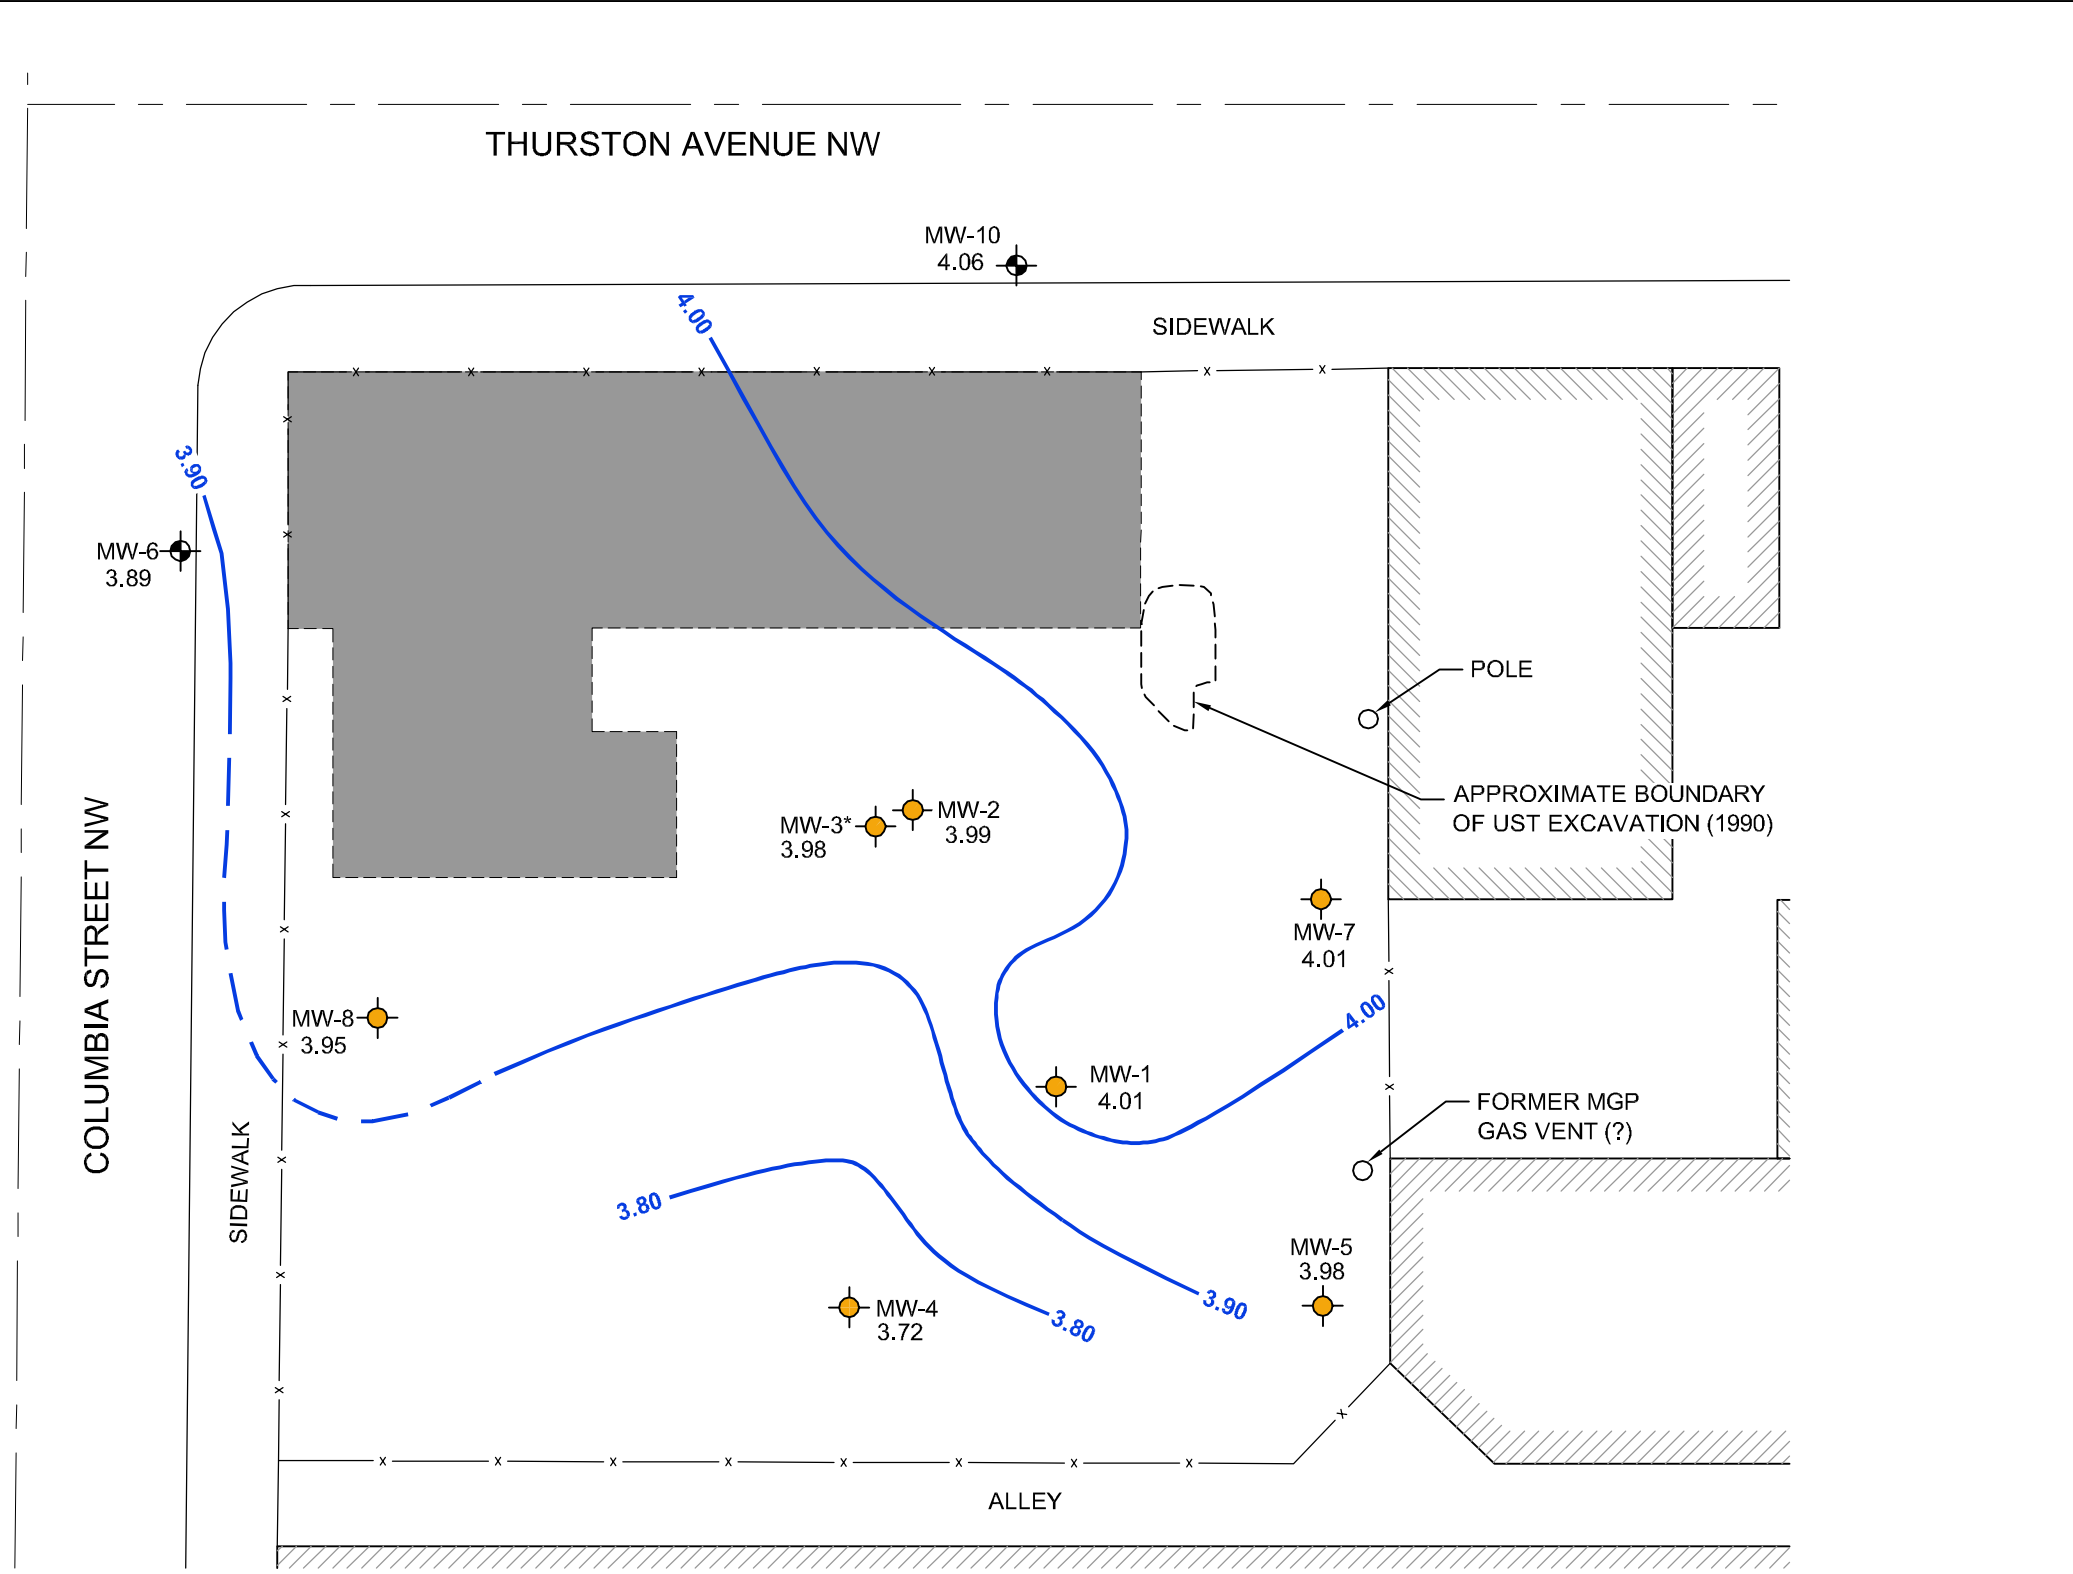 THURSTON AVENUE NW
MW-10
4.06
4.00
SIDEWALK
3.90
MW-6
3.89
POLE
APPROXIMATE BOUNDARY
OF UST EXCAVATION (1990)
MW-2
3.99
MW-3*
3.98
MW-7
4.01
COLUMBIA STREET NW
4.00
MW-8
3.95
MW-1
4.01
FORMER MGP
GAS VENT (?)
SIDEWALK
3.80
MW-5
3.98
3.90
MW-4
3.72
3.80
ALLEY